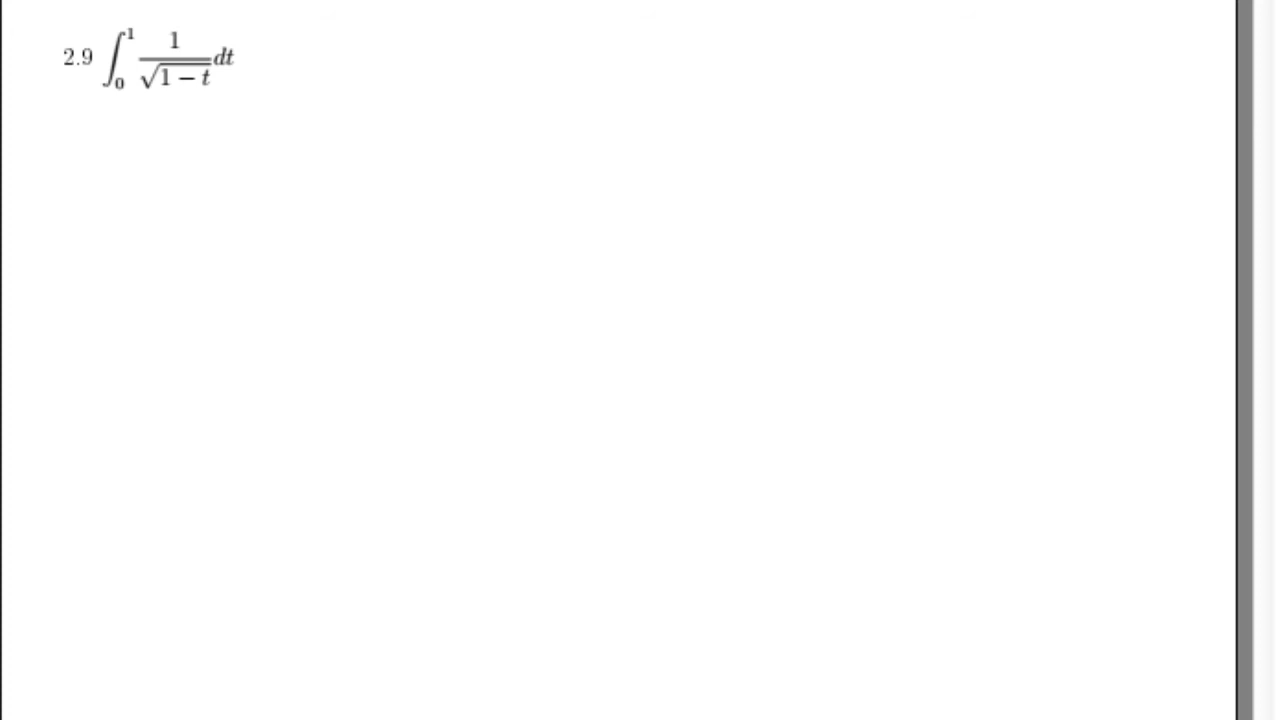 2.9 ∫₀¹ 1/√(1 − t) dt